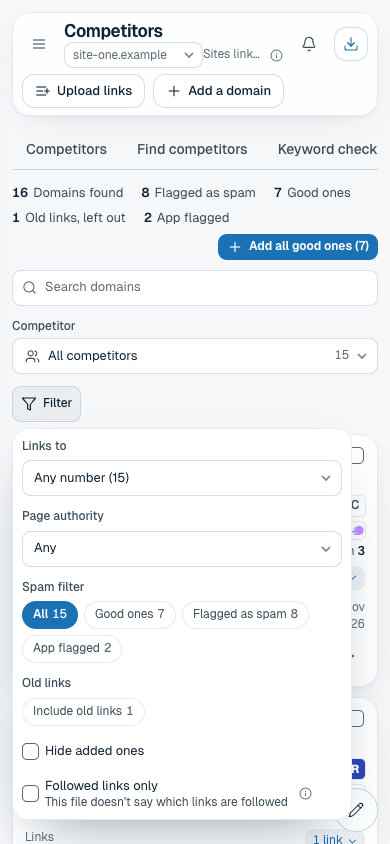 Competitors
site-one.example
Sites link…
Upload links
Add a domain
Competitors
Find competitors
Keyword check
16 Domains found
8 Flagged as spam
7 Good ones
1 Old links, left out
2 App flagged
Add all good ones (7)
Search domains
Competitor
All competitors
15
Filter
Links to
Any number (15)
C
Page authority
3
Any
Spam filter
ov
All 15
Good ones 7
Flagged as spam 8
26
App flagged 2
Old links
Include old links 1
Hide added ones
R
Followed links only
This file doesn't say which links are followed
Links
1 link